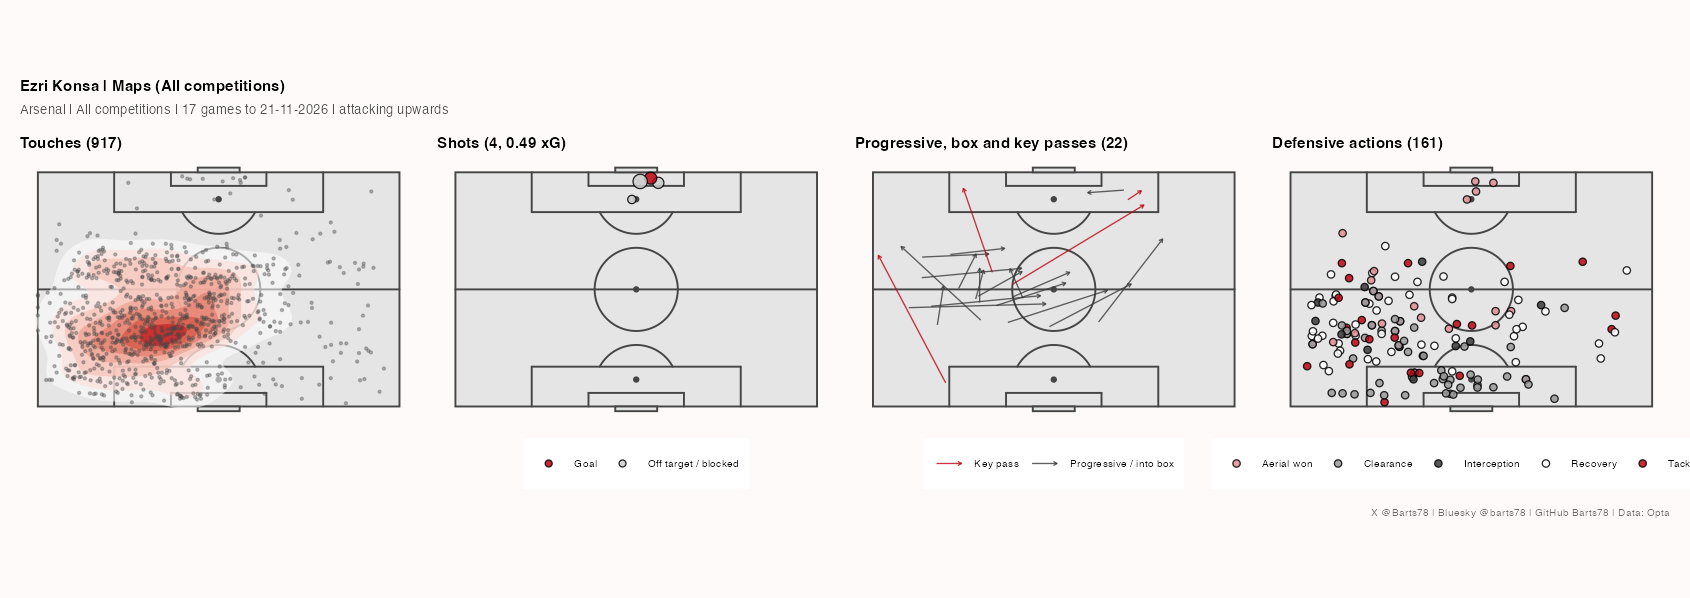 Ezri Konsa | Maps (All competitions)
Arsenal | All competitions | 17 games to 21-11-2026 | attacking upwards
Touches (917)
Shots (4, 0.49 xG)
Progressive, box and key passes (22)
Defensive actions (161)
Goal
Off target / blocked
Key pass
Progressive / into box
Aerial won
Clearance
Interception
Recovery
Tack
X @Barts78 | Bluesky @barts78 | GitHub Barts78 | Data: Opta